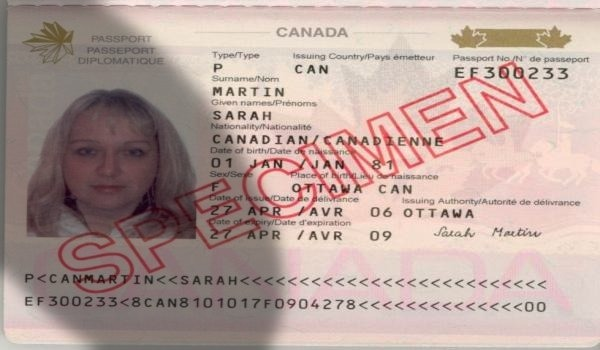 CANADA
PASSPORT
PASSEPORT
DIPLOMATIQUE
Type/Type Issuing Country/Pays émetteur Passport No./N° de passeport
P CAN EF300233
Surname/Nom
MARTIN
Given names/Prénoms
SARAH
Nationality/Nationalité
CANADIAN/CANADIENNE
Date of birth/Date de naissance
01 JAN /JAN 81
Sex/Sexe Place of birth/Lieu de naissance
F OTTAWA CAN
Date of issue/Date de délivrance Issuing Authority/Autorité de délivrance
27 APR /AVR 06 OTTAWA
Date of expiry/Date d'expiration
27 APR /AVR 09 Sarah Martin
SPECIMEN
P<CANMARTIN<<SARAH<<<<<<<<<<<<<<<<<<<<<<<<<<
EF300233<8CAN8101017F0904278<<<<<<<<<<<<<<00